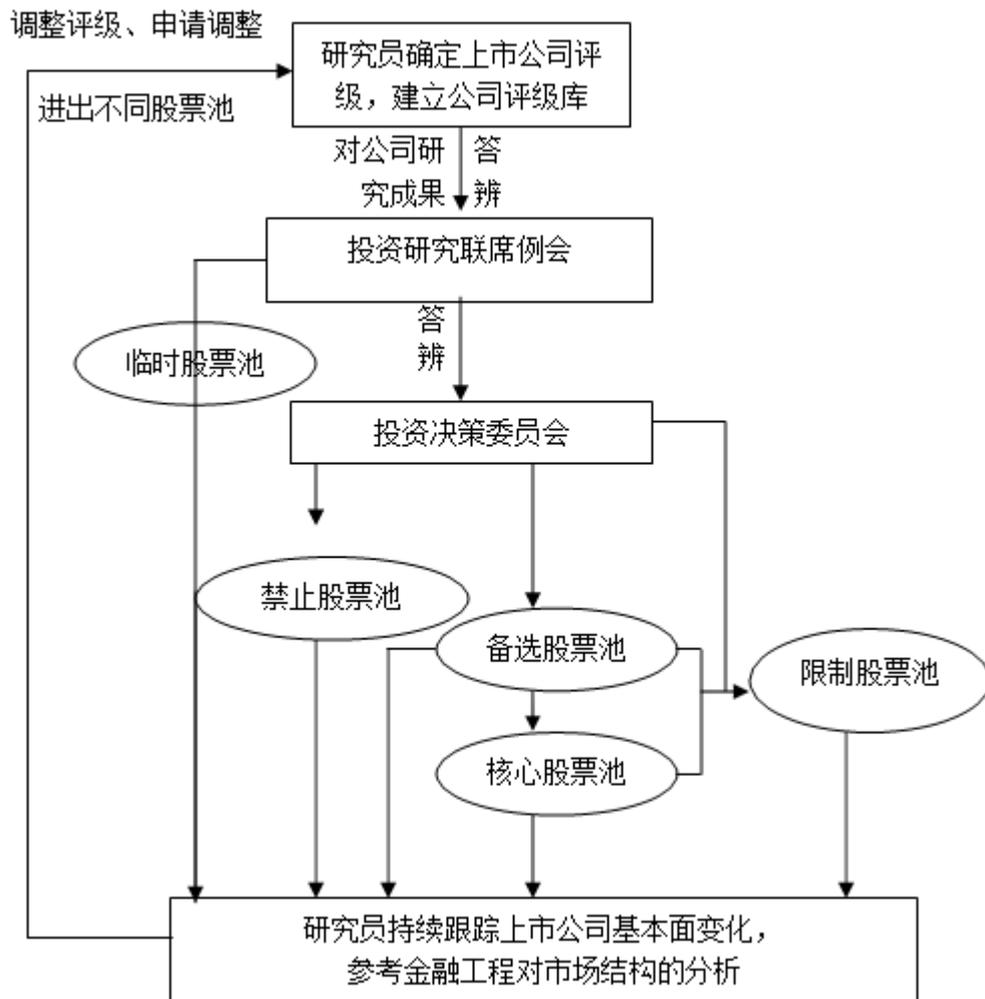 调整评级、申请调整
进出不同股票池
研究员确定上市公司评
级，建立公司评级库
对公司研 答
究成果 辨
投资研究联席例会
答
辨
临时股票池
投资决策委员会
禁止股票池
备选股票池
限制股票池
核心股票池
研究员持续跟踪上市公司基本面变化，
参考金融工程对市场结构的分析